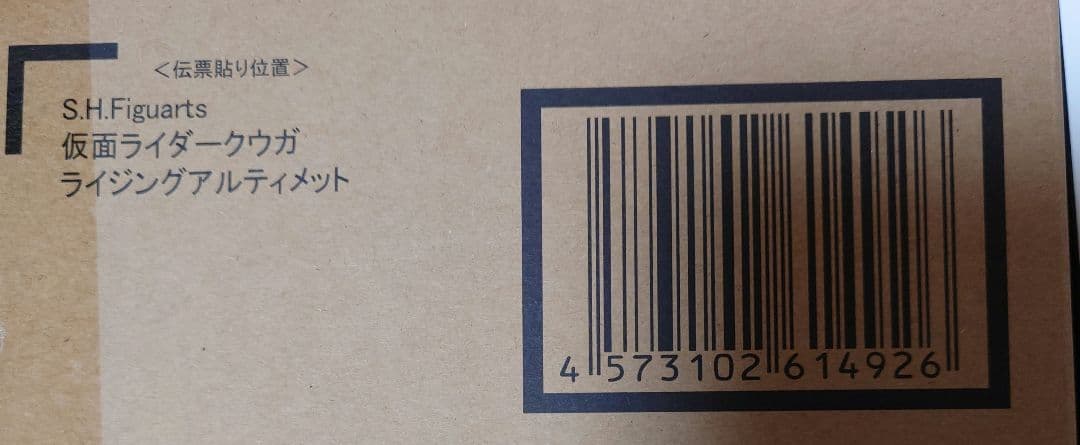 ＜伝票貼り位置＞
S.H.Figuarts
仮面ライダークウガ
ライジングアルティメット
4 573102 614926